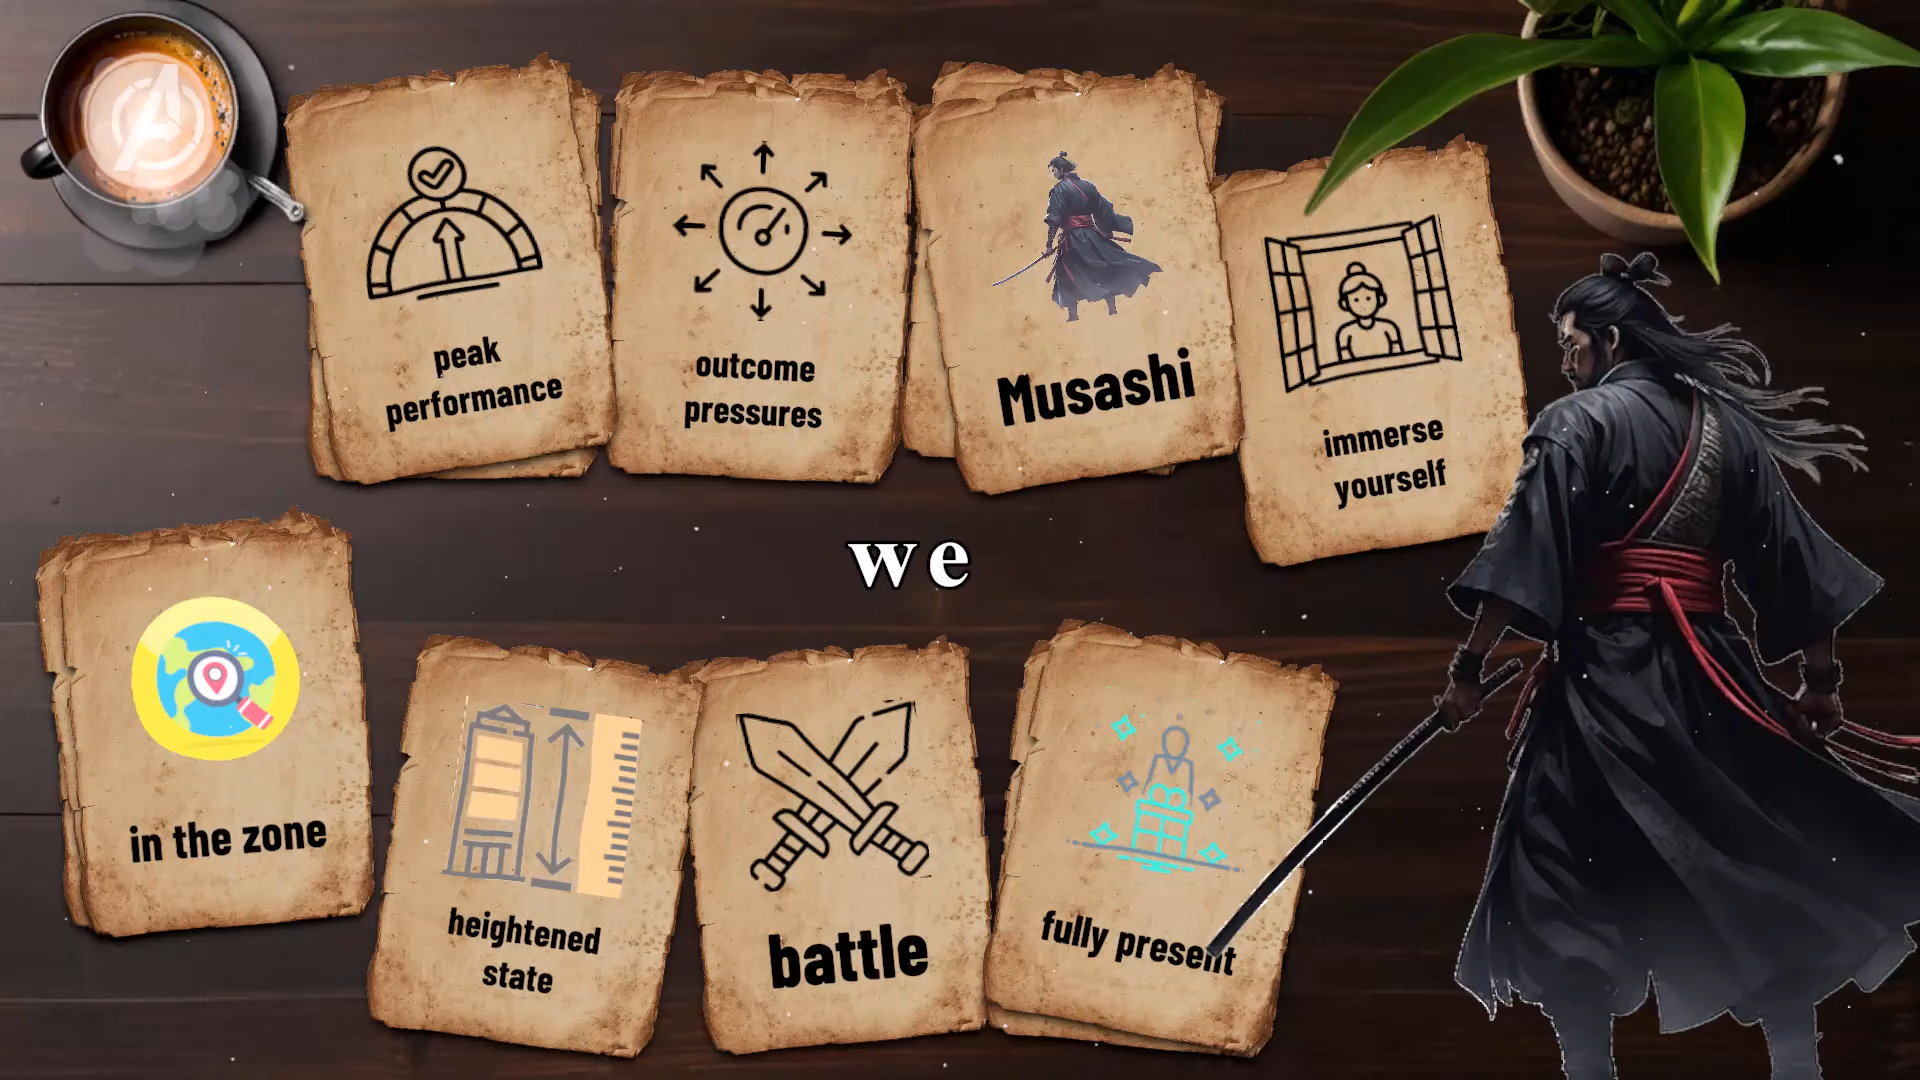 peak
performance
outcome
pressures
Musashi
immerse
yourself
we
in the zone
heightened
state
battle
fully present